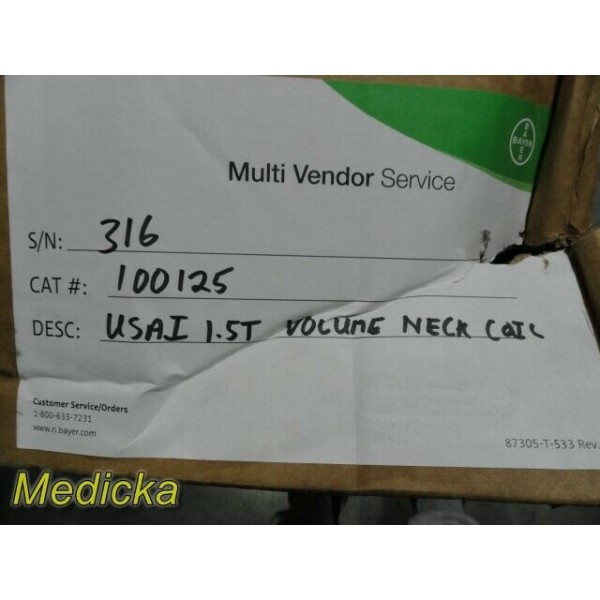 BAYER
BAYER
Multi Vendor Service
S/N: 316
CAT #: 100125
DESC: USAI 1.5T VOLUME NECK COIL
Customer Service/Orders
1-800-633-7231
www.ri.bayer.com
87305-T-533 Rev.
Medicka